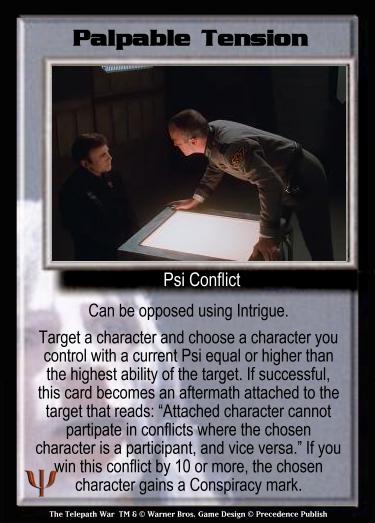 Palpable Tension
Psi Conflict
Can be opposed using Intrigue.
Target a character and choose a character you
control with a current Psi equal or higher than
the highest ability of the target. If successful,
this card becomes an aftermath attached to the
target that reads: “Attached character cannot
partipate in conflicts where the chosen
character is a participant, and vice versa.” If you
win this conflict by 10 or more, the chosen
character gains a Conspiracy mark.
The Telepath War TM & © Warner Bros. Game Design © Precedence Publish